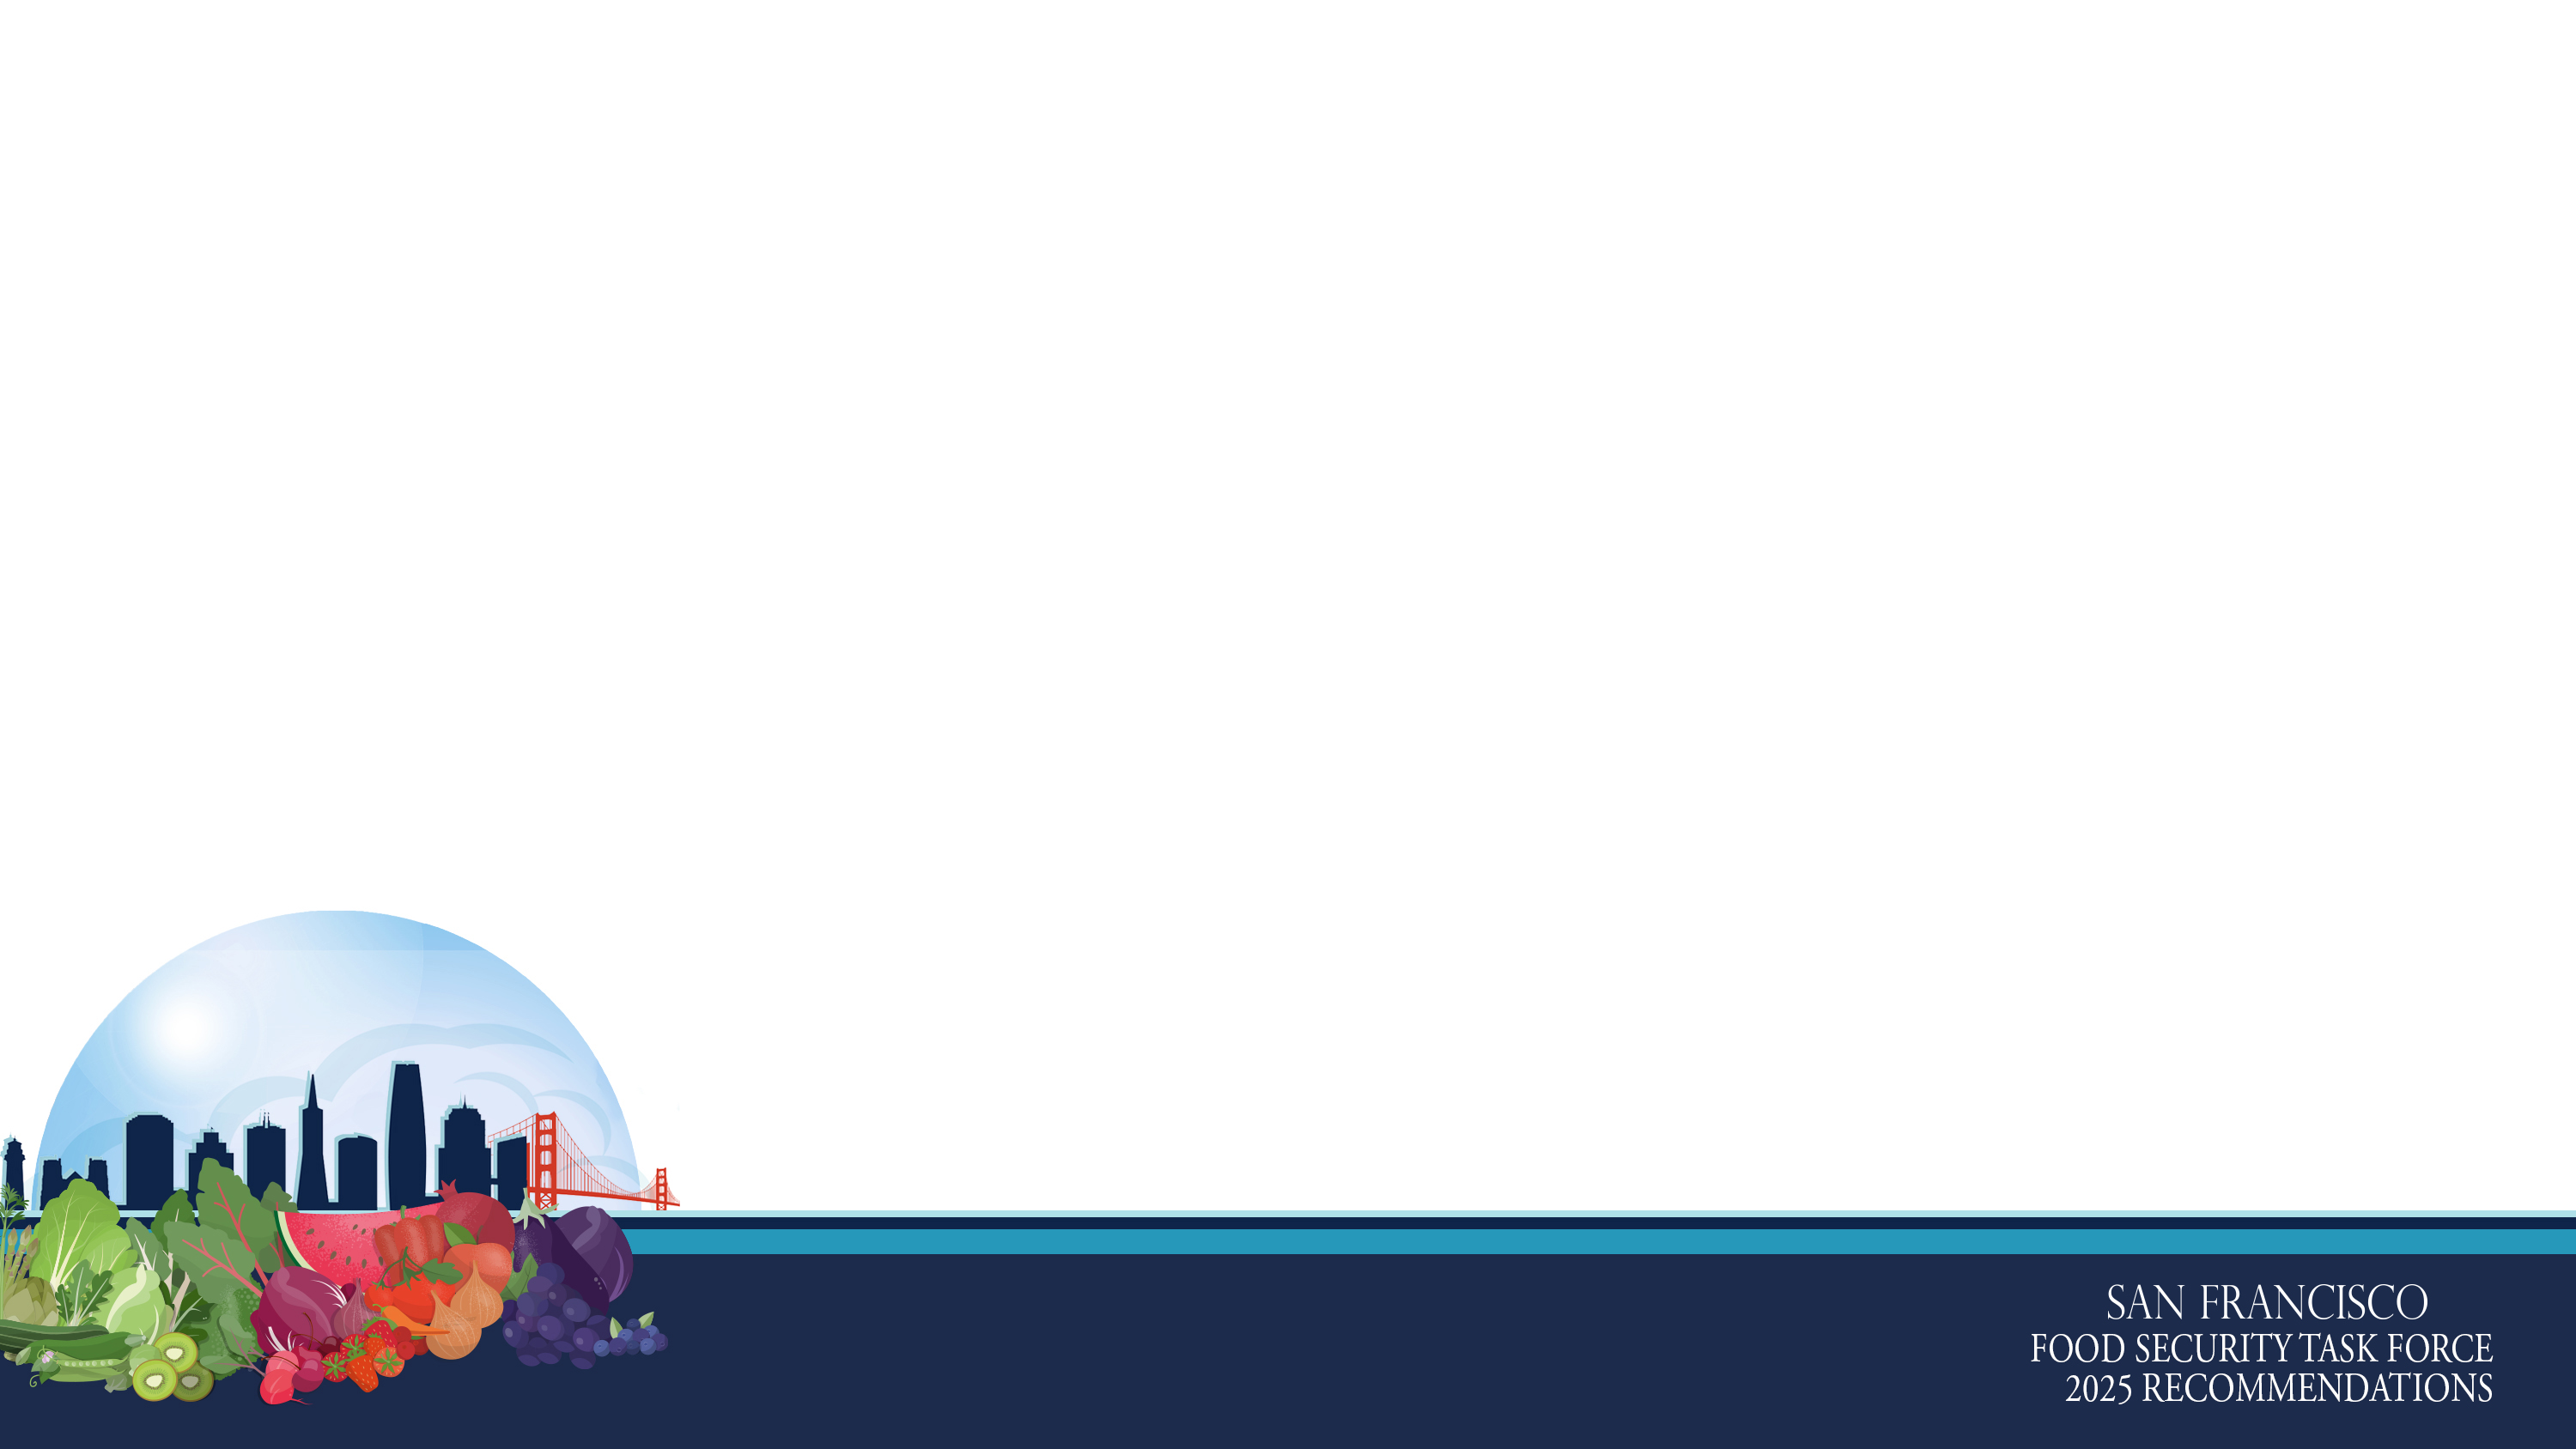 SAN FRANCISCO
FOOD SECURITY TASK FORCE
2025 RECOMMENDATIONS